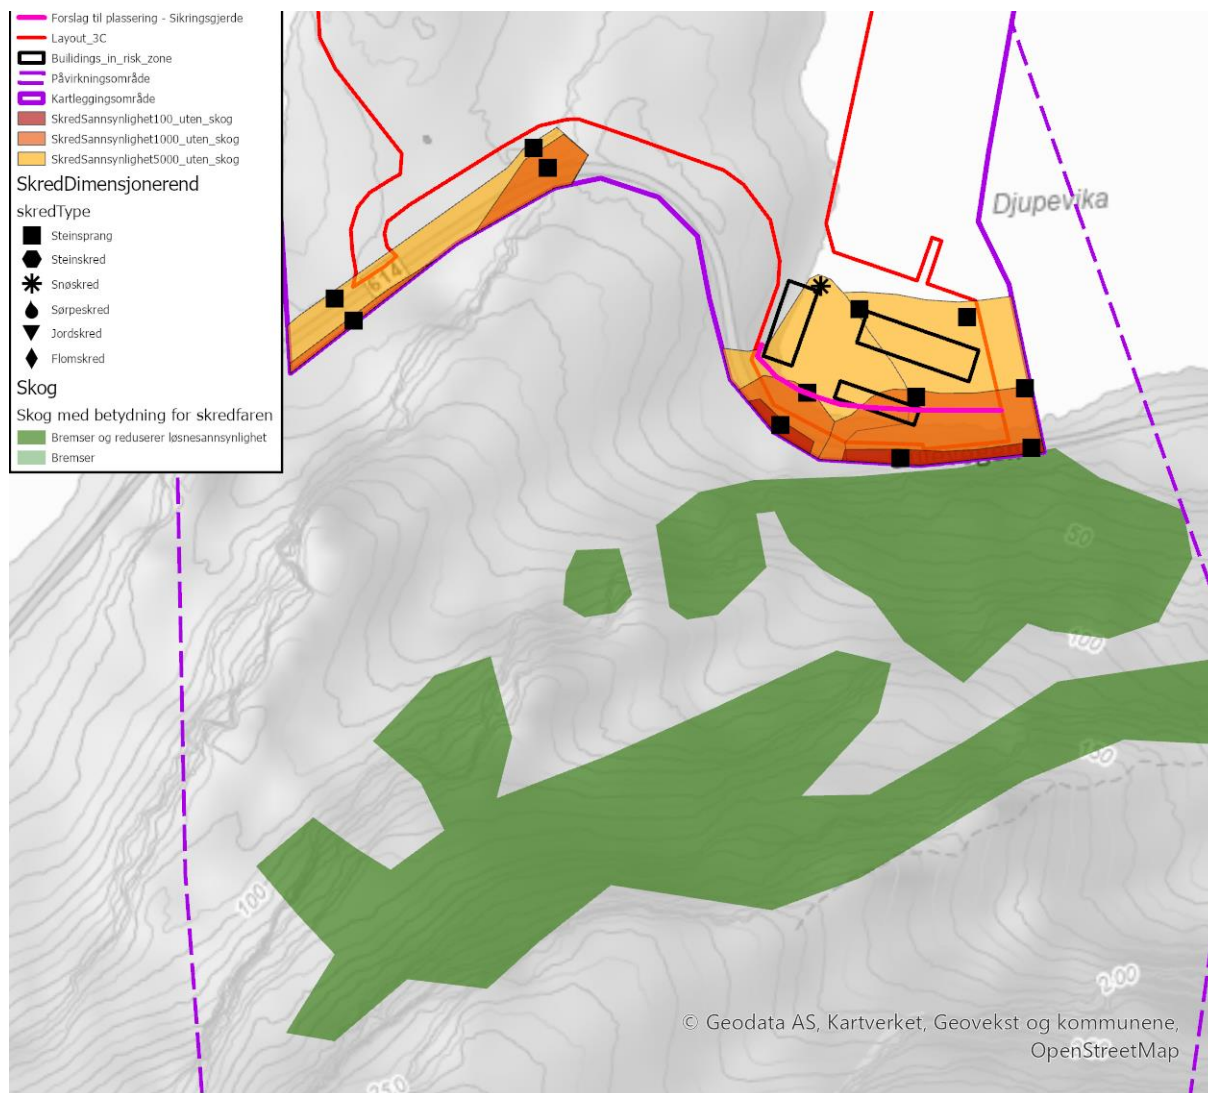 Forslag til plassering - Sikringsgjerde
Layout_3C
Builidings_in_risk_zone
Påvirkningsområde
Kartleggingsområde
SkredSannsynlighet100_uten_skog
SkredSannsynlighet1000_uten_skog
SkredSannsynlighet5000_uten_skog
SkredDimensjonerend
skredType
Steinsprang
Steinskred
Snøskred
Sørpeskred
Jordskred
Flomskred
Skog
Skog med betydning for skredfaren
Bremser og reduserer løsnesannsynlighet
Bremser
Djupevika
614
50
100
150
100
200
250
© Geodata AS, Kartverket, Geovekst og kommunene,
OpenStreetMap